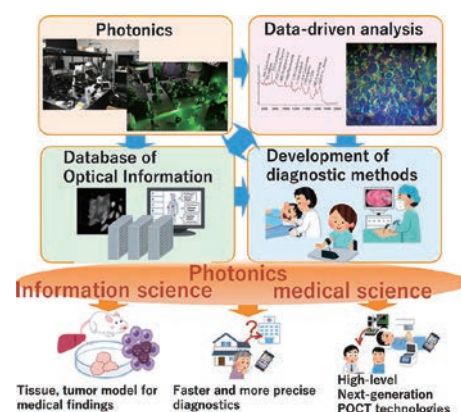 Photonics
Data-driven analysis
Database of
Optical Information
Development of
diagnostic methods
Photonics
Information science
medical science
Tissue, tumor model for
medical findings
Faster and more precise
diagnostics
High-level
Next-generation
POCT technologies